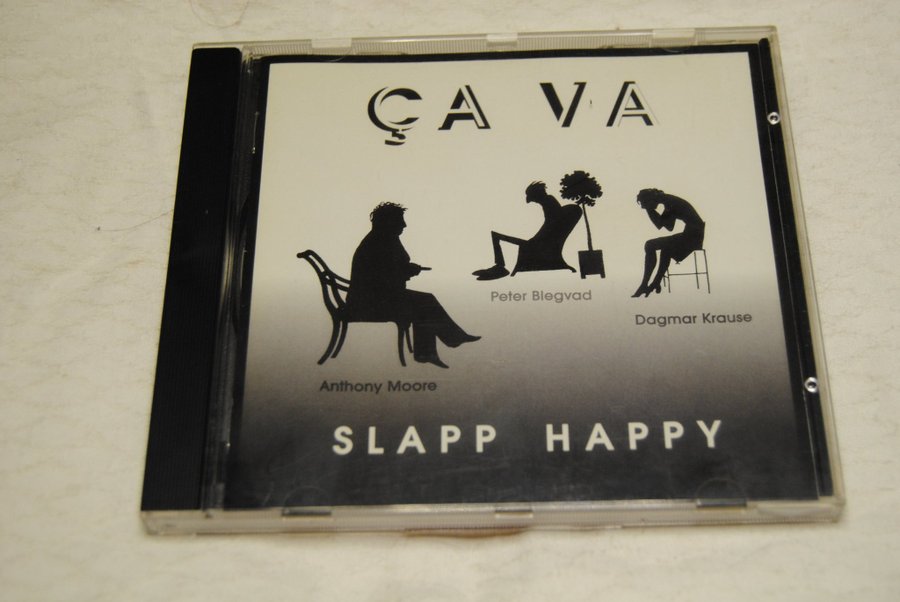 ÇA VA
Peter Blegvad
Dagmar Krause
Anthony Moore
SLAPP HAPPY